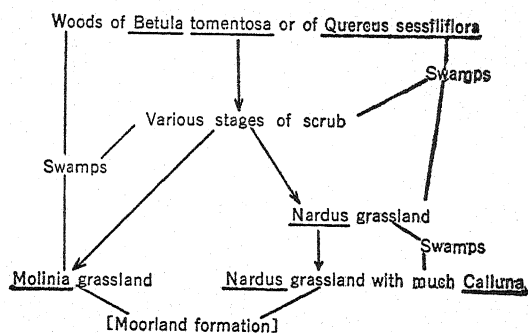 Woods of Betula tomentosa or of Quercus sessiliflora
Swamps
Various stages of scrub
Swamps
Nardus grassland
Swamps
Molinia grassland
Nardus grassland with much Calluna
[Moorland formation]